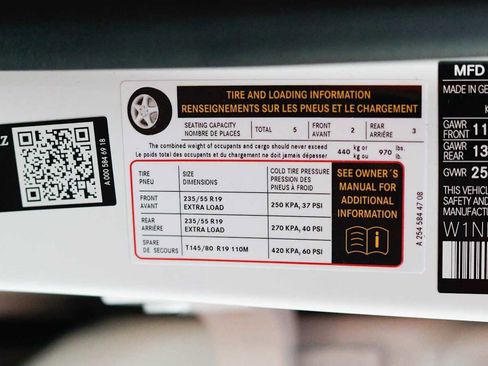 TIRE AND LOADING INFORMATION
RENSEIGNEMENTS SUR LES PNEUS ET LE CHARGEMENT
SEATING CAPACITY
NOMBRE DE PLACES
TOTAL 5
FRONT
AVANT
2
REAR
ARRIÈRE
3
The combined weight of occupants and cargo should never exceed
Le poids total des occupants et du chargement ne doit jamais dépasser
440 kg or
kg ou
970 lbs.
lb.
TIRE
PNEU
SIZE
DIMENSIONS
COLD TIRE PRESSURE
PRESSION DES
PNEUS À FROID
FRONT
AVANT
235/55 R19
EXTRA LOAD
250 KPA, 37 PSI
REAR
ARRIÈRE
235/55 R19
EXTRA LOAD
270 KPA, 40 PSI
SPARE
DE SECOURS
T145/80 R19 110M
420 KPA, 60 PSI
SEE OWNER'S
MANUAL FOR
ADDITIONAL
INFORMATION
A 254 584 47 08
Z
A 000 584 69 18
MFD
MADE IN GE
K
GAWR
FRONT 11
GAWR
REAR 13
GVWR 25
THIS VEHICL
SAFETY AND
MANUFACTU
W1N